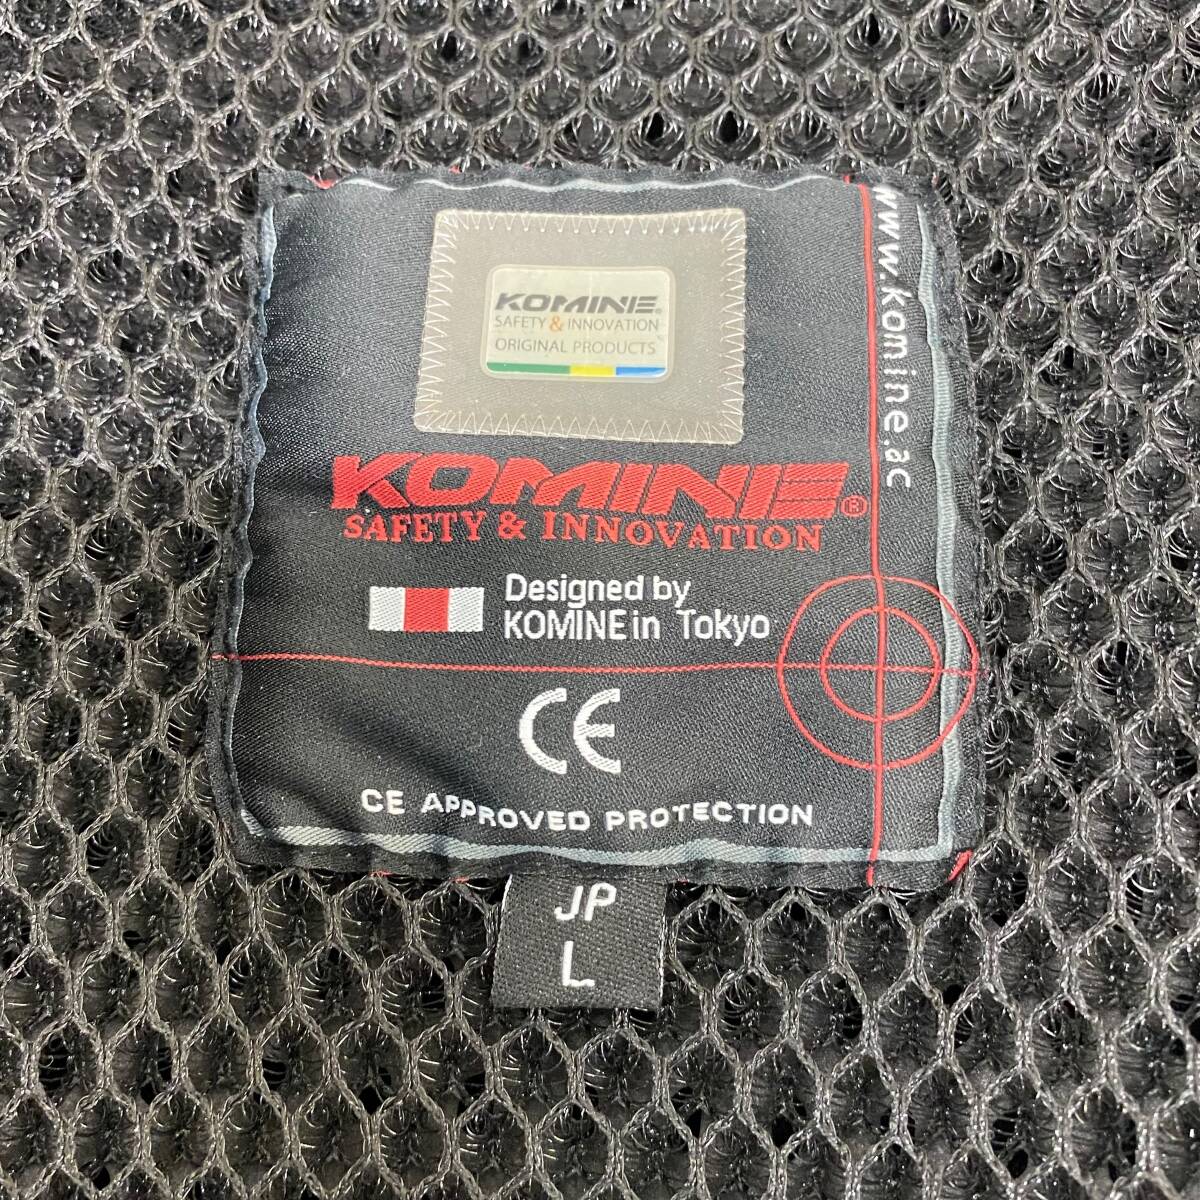 KOMINE®
SAFETY & INNOVATION
ORIGINAL PRODUCTS
www.komine.ac
KOMINE®
SAFETY & INNOVATION
Designed by
KOMINE in Tokyo
CE
CE APPROVED PROTECTION
JP
L